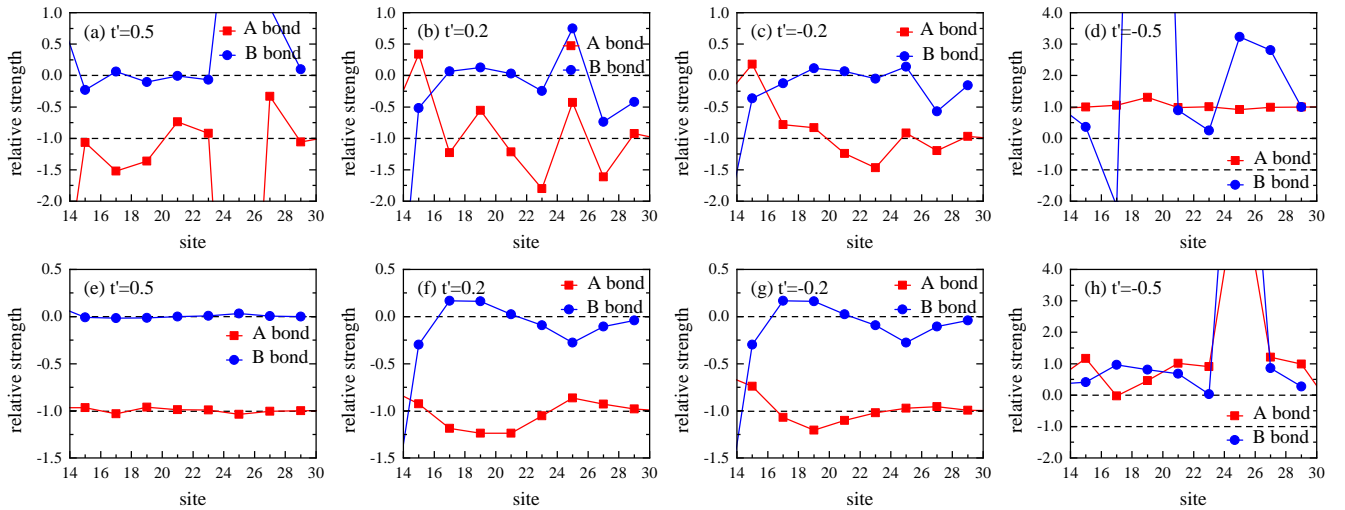 (a) t'=0.5
A bond
B bond
relative strength
1.0
0.5
0.0
-0.5
-1.0
-1.5
-2.0
14 16 18 20 22 24 26 28 30
site
(b) t'=0.2
A bond
B bond
relative strength
1.0
0.5
0.0
-0.5
-1.0
-1.5
-2.0
14 16 18 20 22 24 26 28 30
site
(c) t'=-0.2
A bond
B bond
relative strength
1.0
0.5
0.0
-0.5
-1.0
-1.5
-2.0
14 16 18 20 22 24 26 28 30
site
(d) t'=-0.5
A bond
B bond
relative strength
4.0
3.0
2.0
1.0
0.0
-1.0
-2.0
14 16 18 20 22 24 26 28 30
site
(e) t'=0.5
A bond
B bond
relative strength
0.5
0.0
-0.5
-1.0
-1.5
14 16 18 20 22 24 26 28 30
site
(f) t'=0.2
A bond
B bond
relative strength
0.5
0.0
-0.5
-1.0
-1.5
14 16 18 20 22 24 26 28 30
site
(g) t'=-0.2
A bond
B bond
relative strength
0.5
0.0
-0.5
-1.0
-1.5
14 16 18 20 22 24 26 28 30
site
(h) t'=-0.5
A bond
B bond
relative strength
4.0
3.0
2.0
1.0
0.0
-1.0
-2.0
14 16 18 20 22 24 26 28 30
site